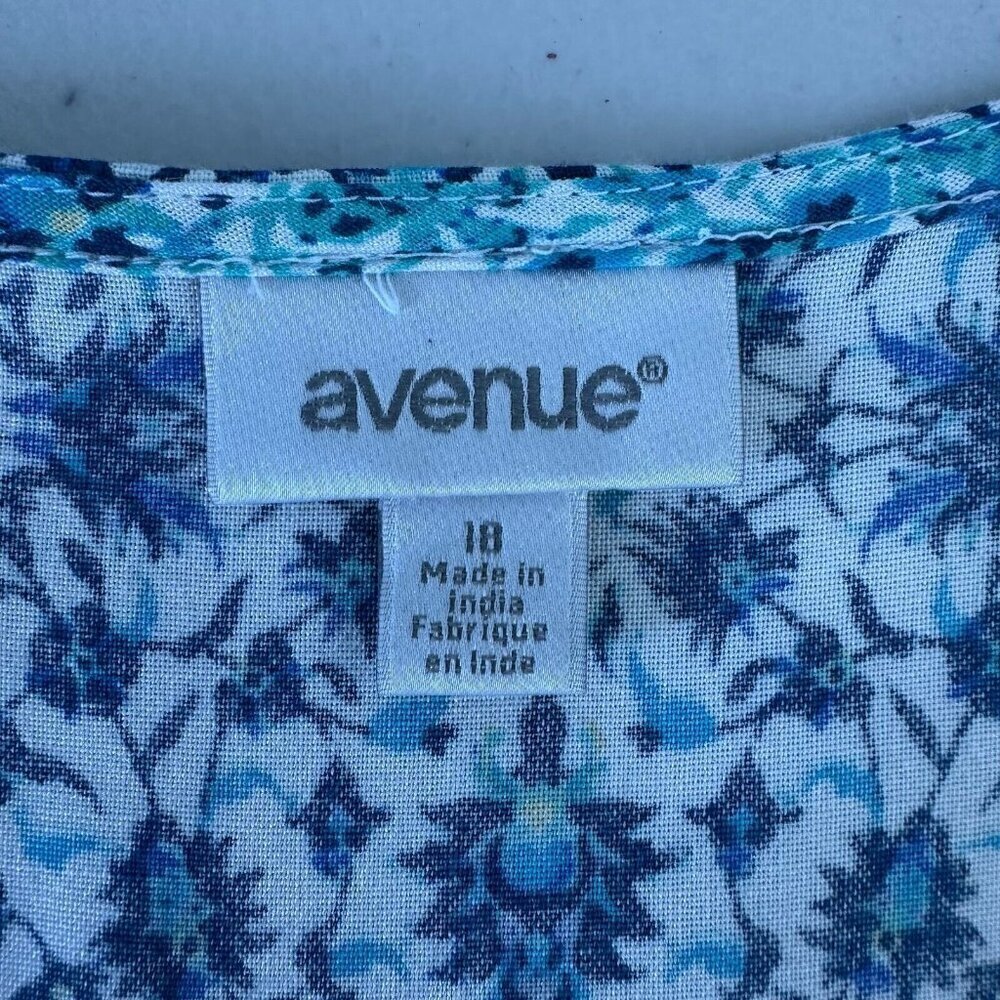 avenue®
18
Made in
india
Fabrique
en Inde